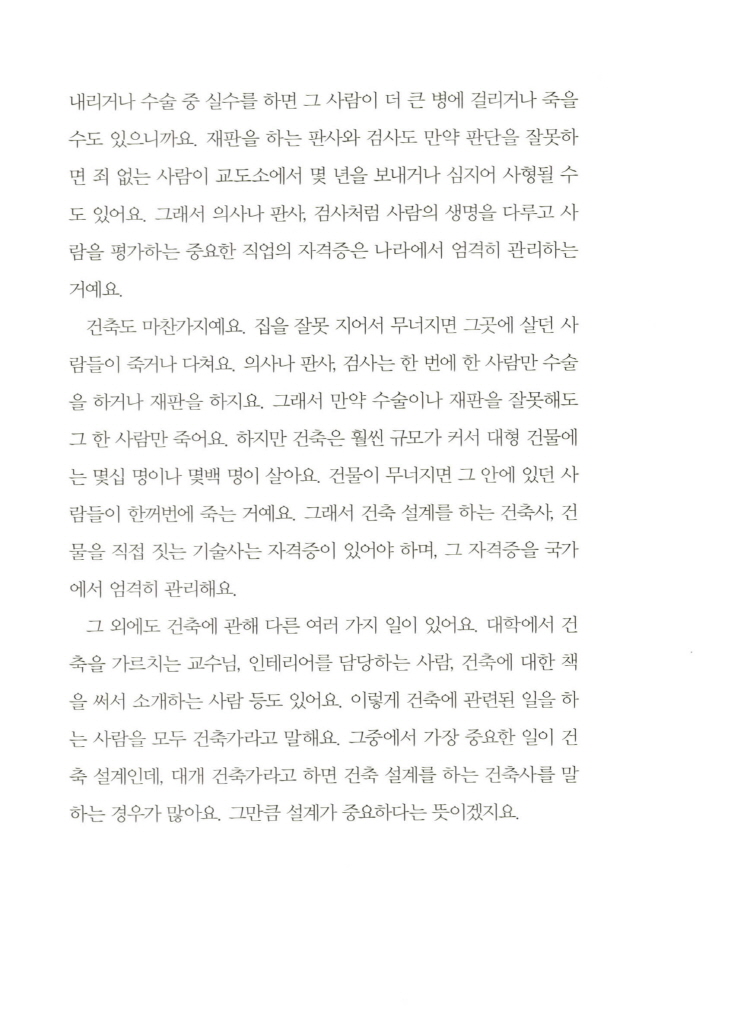 내리거나 수술 중 실수를 하면 그 사람이 더 큰 병에 걸리거나 죽을
수도 있으니까요. 재판을 하는 판사와 검사도 만약 판단을 잘못하
면 죄 없는 사람이 교도소에서 몇 년을 보내거나 심지어 사형될 수
도 있어요. 그래서 의사나 판사, 검사처럼 사람의 생명을 다루고 사
람을 평가하는 중요한 직업의 자격증은 나라에서 엄격히 관리하는
거예요.
건축도 마찬가지예요. 집을 잘못 지어서 무너지면 그곳에 살던 사
람들이 죽거나 다쳐요. 의사나 판사, 검사는 한 번에 한 사람만 수술
을 하거나 재판을 하지요. 그래서 만약 수술이나 재판을 잘못해도
그 한 사람만 죽어요. 하지만 건축은 훨씬 규모가 커서 대형 건물에
는 몇십 명이나 몇백 명이 살아요. 건물이 무너지면 그 안에 있던 사
람들이 한꺼번에 죽는 거예요. 그래서 건축 설계를 하는 건축사, 건
물을 직접 짓는 기술사는 자격증이 있어야 하며, 그 자격증을 국가
에서 엄격히 관리해요.
그 외에도 건축에 관해 다른 여러 가지 일이 있어요. 대학에서 건
축을 가르치는 교수님, 인테리어를 담당하는 사람, 건축에 대한 책
을 써서 소개하는 사람 등도 있어요. 이렇게 건축에 관련된 일을 하
는 사람을 모두 건축가라고 말해요. 그중에서 가장 중요한 일이 건
축 설계인데, 대개 건축가라고 하면 건축 설계를 하는 건축사를 말
하는 경우가 많아요. 그만큼 설계가 중요하다는 뜻이겠지요.